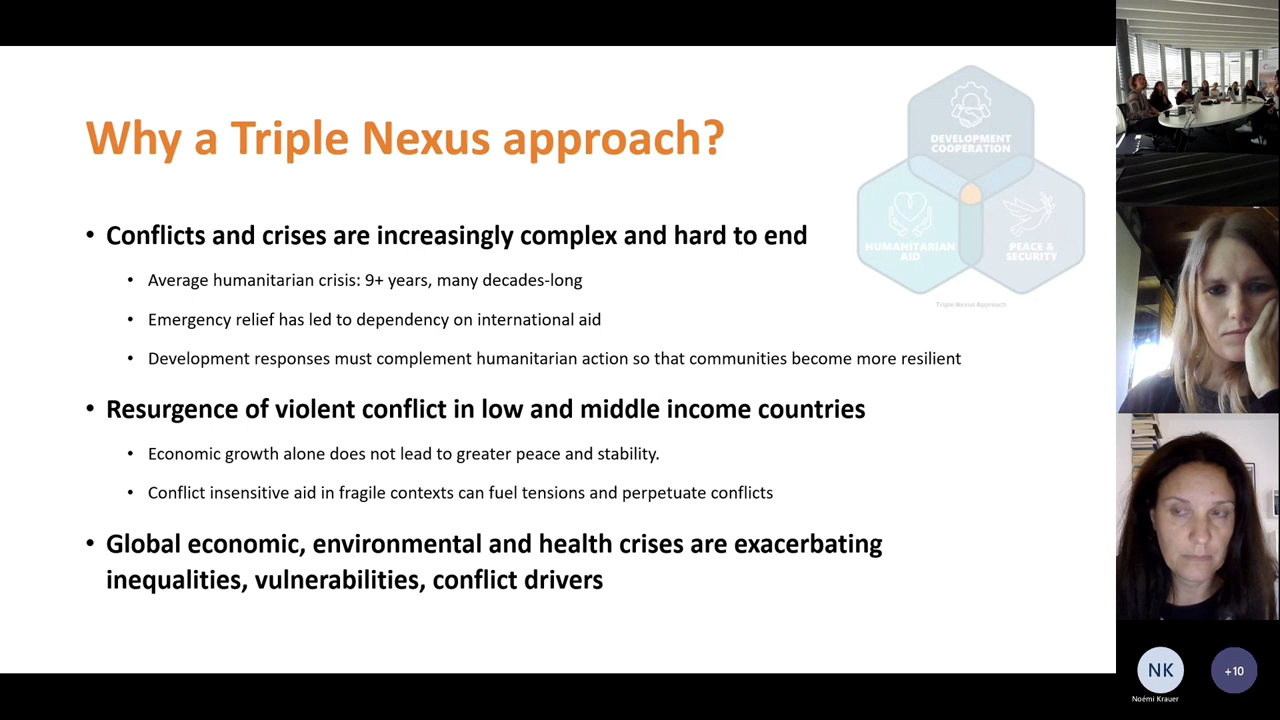 Why a Triple Nexus approach?
DEVELOPMENT
COOPERATION
HUMANITARIAN
AID
PEACE &
SECURITY
Triple Nexus Approach
• Conflicts and crises are increasingly complex and hard to end
• Average humanitarian crisis: 9+ years, many decades-long
• Emergency relief has led to dependency on international aid
• Development responses must complement humanitarian action so that communities become more resilient
• Resurgence of violent conflict in low and middle income countries
• Economic growth alone does not lead to greater peace and stability.
• Conflict insensitive aid in fragile contexts can fuel tensions and perpetuate conflicts
• Global economic, environmental and health crises are exacerbating
inequalities, vulnerabilities, conflict drivers
NK
+10
Noémi Krauer